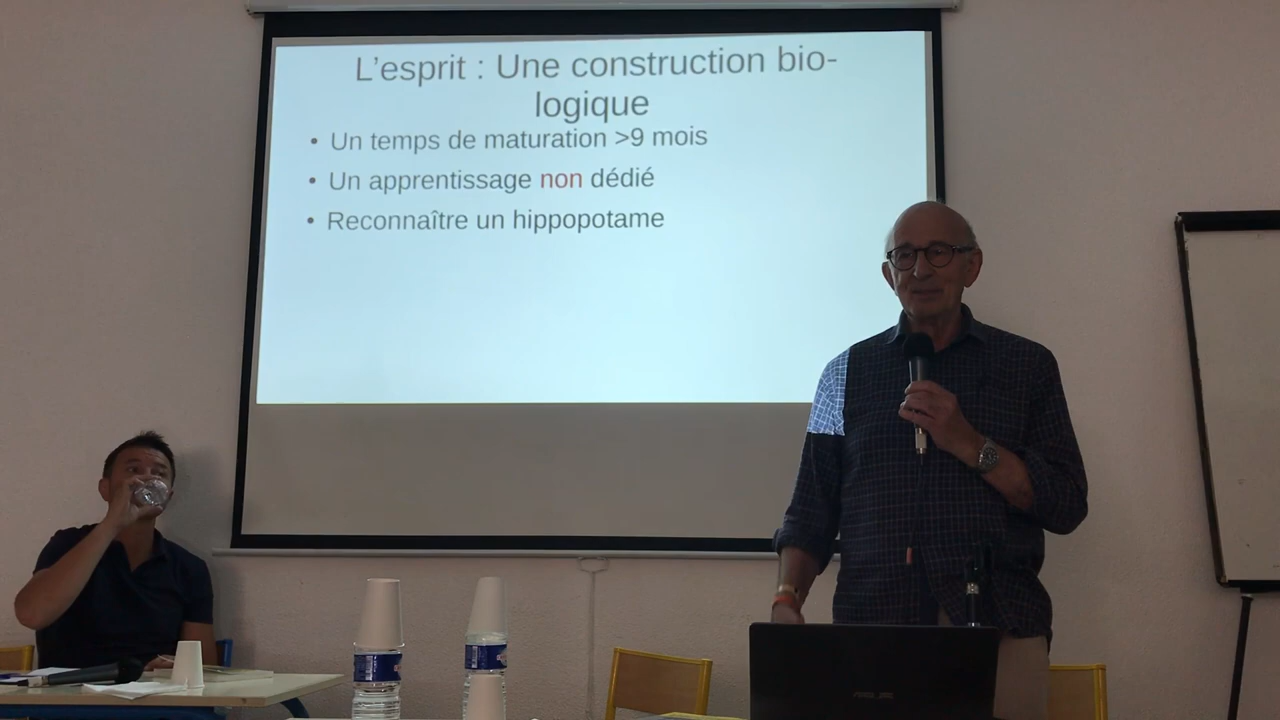 L'esprit : Une construction bio-
logique
• Un temps de maturation >9 mois
• Un apprentissage non dédié
• Reconnaître un hippopotame